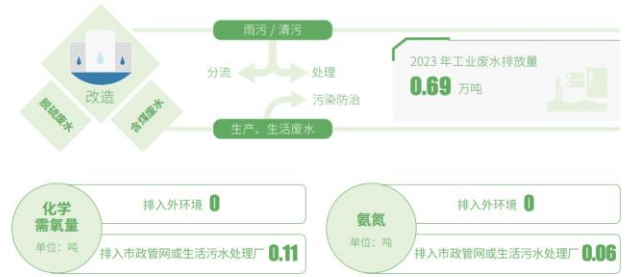 雨污 / 清污
分流
处理
污染防治
生产、生活废水
改造
脱硫废水
含煤废水
2023 年工业废水排放量
0.69 万吨
化学
需氧量
单位：吨
排入外环境 0
排入市政管网或生活污水处理厂 0.11
氨氮
单位：吨
排入外环境 0
排入市政管网或生活污水处理厂 0.06